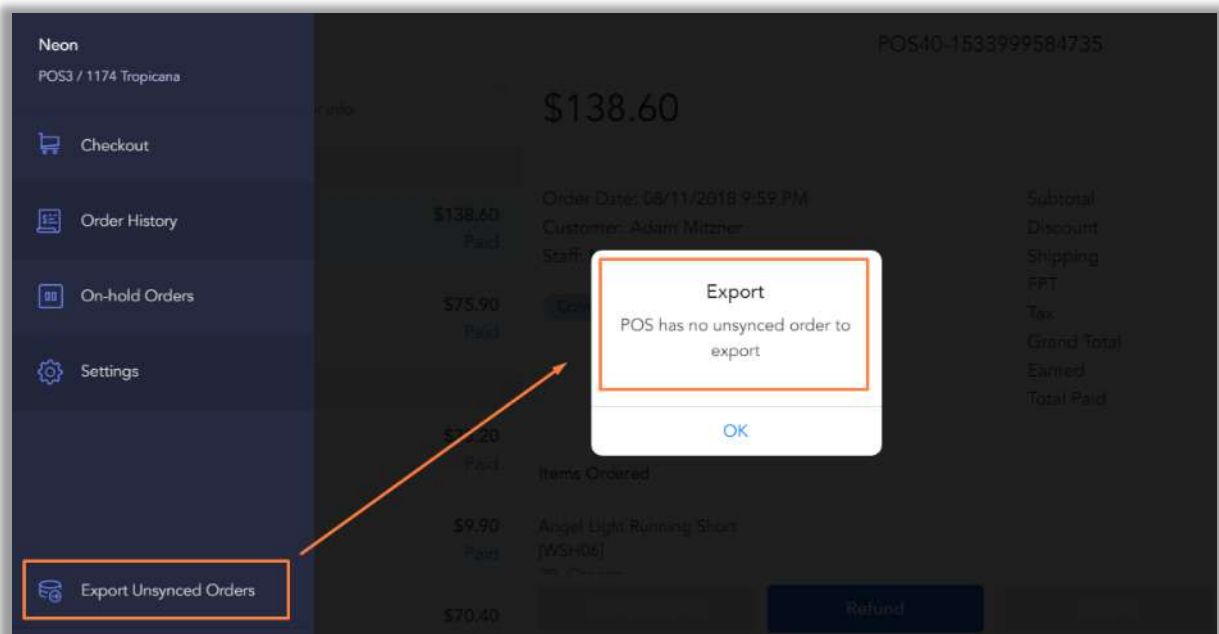 Neon
POS3 / 1174 Tropicana
Checkout
Order History
On-hold Orders
Settings
Export Unsynced Orders
r info
$138.60
Paid
$75.90
Paid
Paid
$9.90
Paid
$70.40
POS40-1533999584735
$138.60
Order Date: 08/11/2018 9:59 PM
Customer: Adam Mitzner
Staff:
Subtotal
Discount
Shipping
FPT
Tax
Grand Total
Earned
Total Paid
Export
POS has no unsynced order to
export
OK
Items Ordered
Angel Light Running Short
[WSH06]
Refund